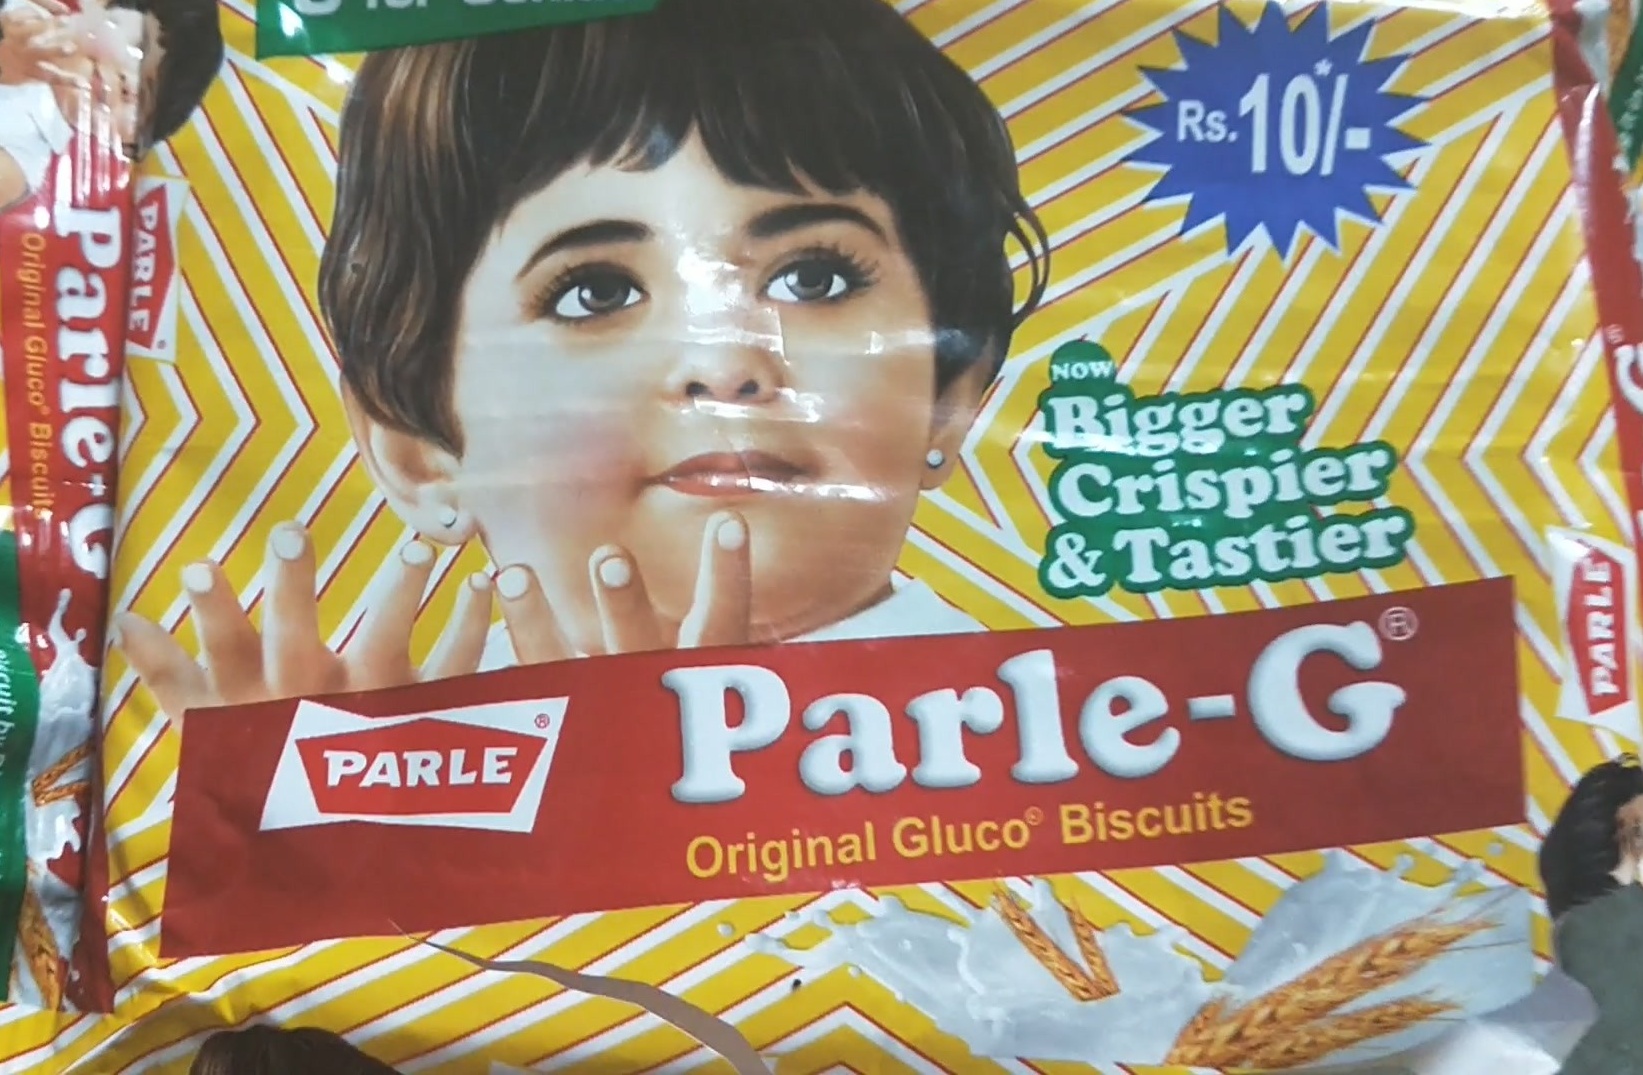 Rs. 10*/-
NOW
Bigger
Crispier
& Tastier
PARLE®
Parle-G®
Original Gluco® Biscuits
PARLE®
Parle-G
Original Gluco® Biscuits
PARLE